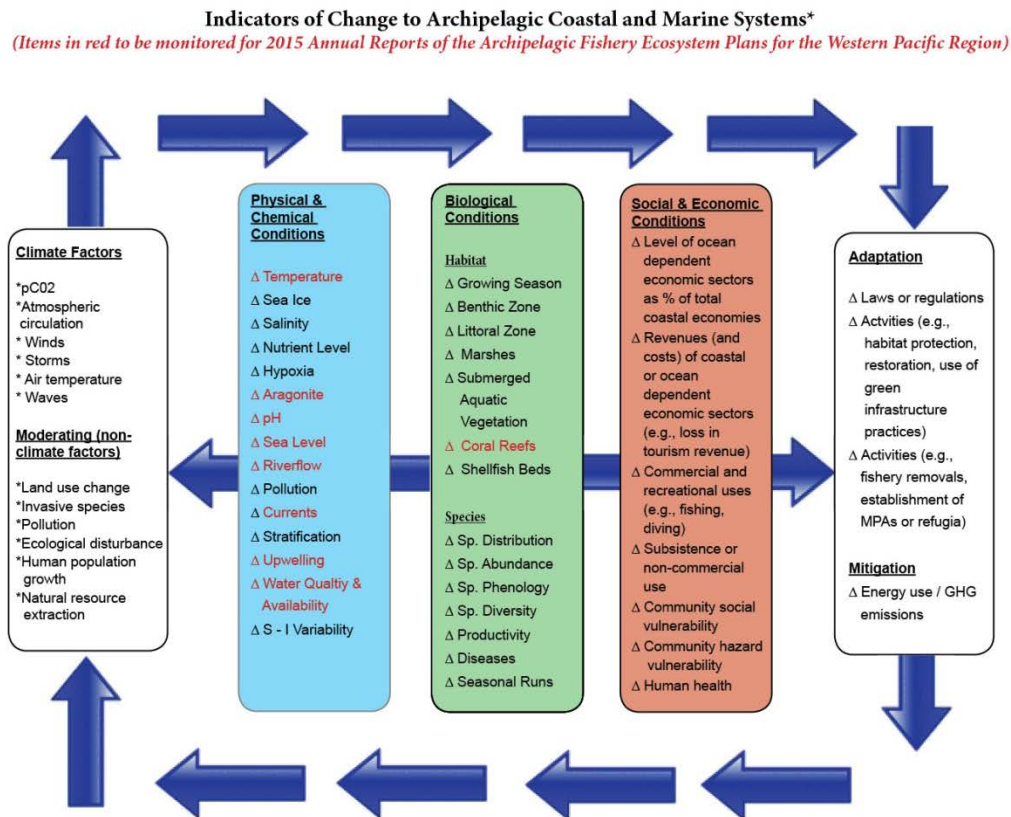 Indicators of Change to Archipelagic Coastal and Marine Systems*
(Items in red to be monitored for 2015 Annual Reports of the Archipelagic Fishery Ecosystem Plans for the Western Pacific Region)
Climate Factors
*pC02
*Atmospheric
circulation
* Winds
* Storms
* Air temperature
* Waves
Moderating (non-
climate factors)
*Land use change
*Invasive species
*Pollution
*Ecological disturbance
*Human population
growth
*Natural resource
extraction
Physical &
Chemical
Conditions
Δ Temperature
Δ Sea Ice
Δ Salinity
Δ Nutrient Level
Δ Hypoxia
Δ Aragonite
Δ pH
Δ Sea Level
Δ Riverflow
Δ Pollution
Δ Currents
Δ Stratification
Δ Upwelling
Δ Water Qualtiy &
Availability
Δ S - I Variability
Biological
Conditions
Habitat
Δ Growing Season
Δ Benthic Zone
Δ Littoral Zone
Δ Marshes
Δ Submerged
Aquatic
Vegetation
Δ Coral Reefs
Δ Shellfish Beds
Species
Δ Sp. Distribution
Δ Sp. Abundance
Δ Sp. Phenology
Δ Sp. Diversity
Δ Productivity
Δ Diseases
Δ Seasonal Runs
Social & Economic
Conditions
Δ Level of ocean
dependent
economic sectors
as % of total
coastal economies
Δ Revenues (and
costs) of coastal
or ocean
dependent
economic sectors
(e.g., loss in
tourism revenue)
Δ Commercial and
recreational uses
(e.g., fishing,
diving)
Δ Subsistence or
non-commercial
use
Δ Community social
vulnerability
Δ Community hazard
vulnerability
Δ Human health
Adaptation
Δ Laws or regulations
Δ Actvities (e.g.,
habitat protection,
restoration, use of
green
infrastructure
practices)
Δ Activities (e.g.,
fishery removals,
establishment of
MPAs or refugia)
Mitigation
Δ Energy use / GHG
emissions